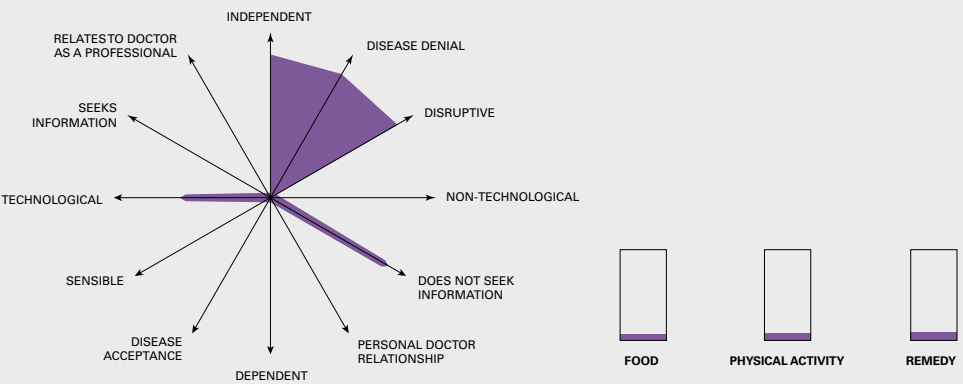 INDEPENDENT
RELATES TO DOCTOR
AS A PROFESSIONAL
DISEASE DENIAL
SEEKS
INFORMATION
DISRUPTIVE
TECHNOLOGICAL
NON-TECHNOLOGICAL
SENSIBLE
DOES NOT SEEK
INFORMATION
DISEASE
ACCEPTANCE
PERSONAL DOCTOR
RELATIONSHIP
DEPENDENT
FOOD
PHYSICAL ACTIVITY
REMEDY